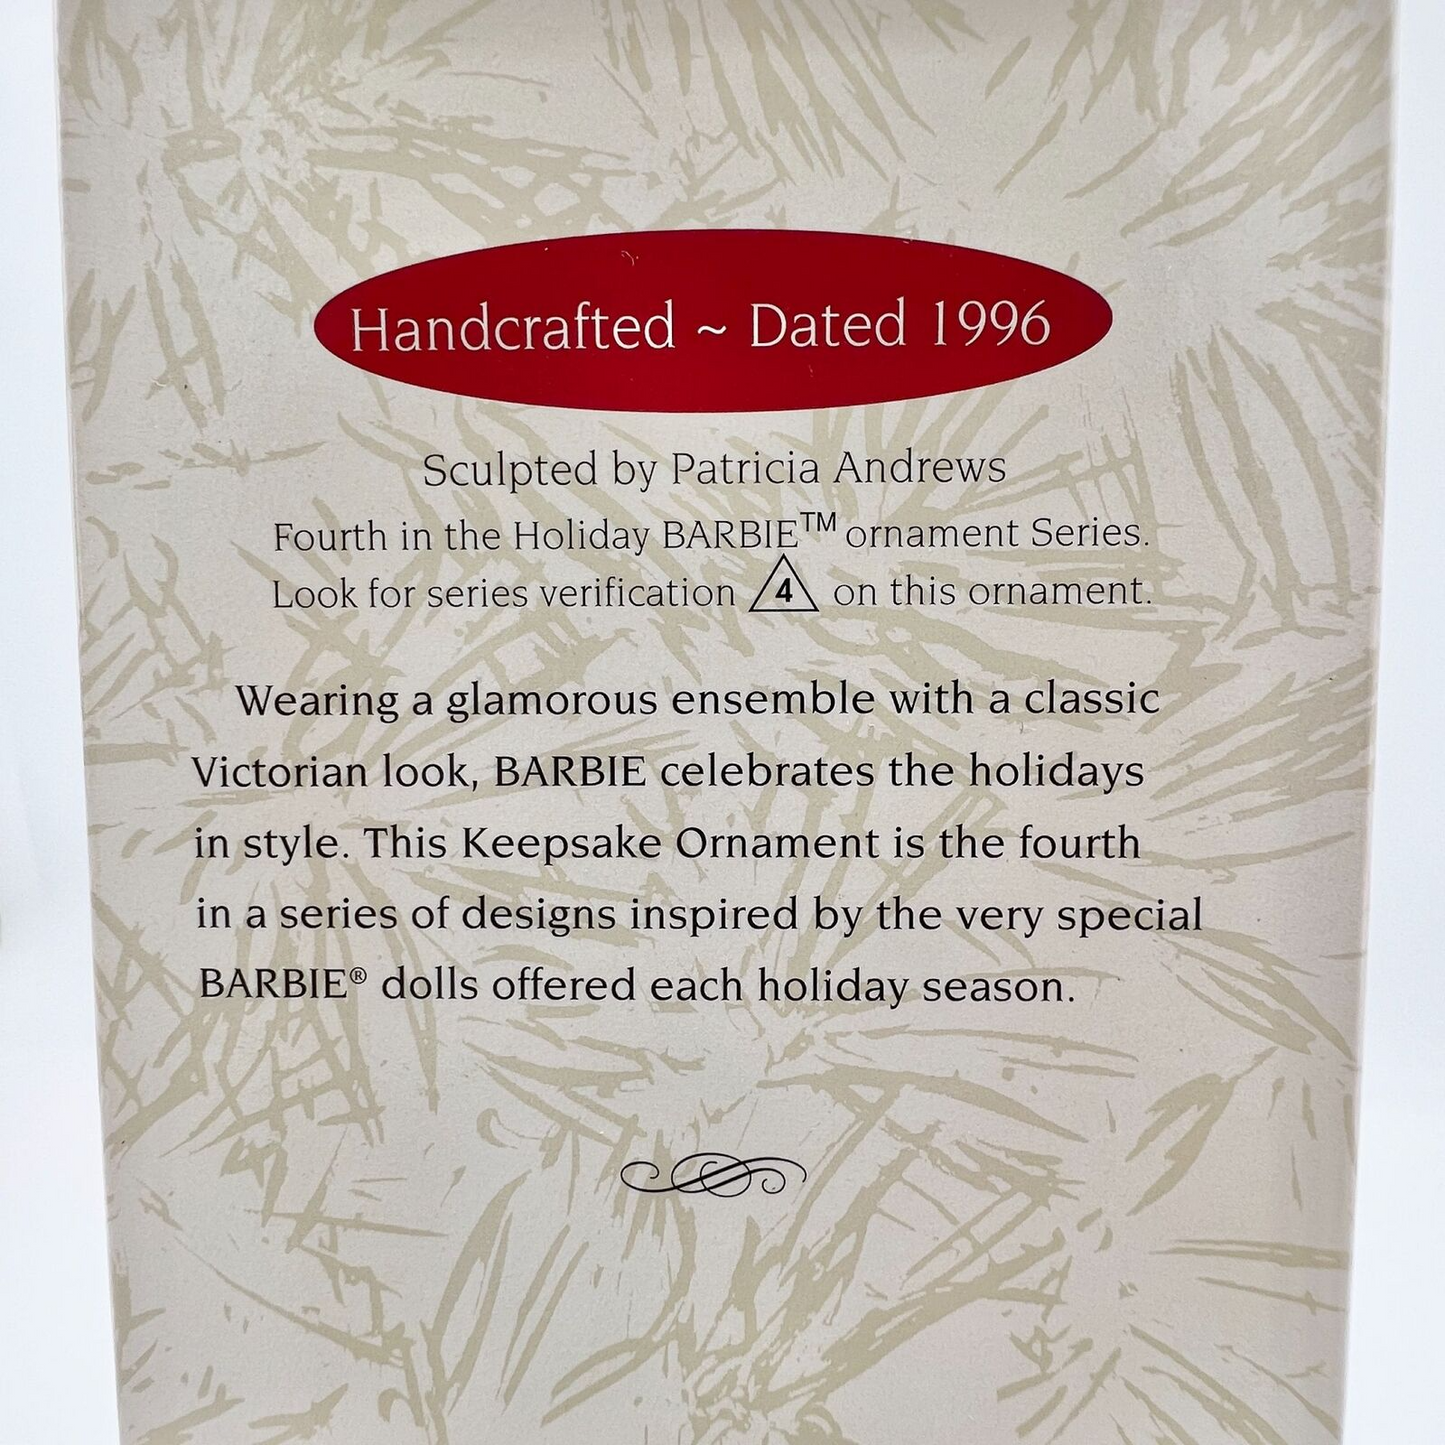 Handcrafted ~ Dated 1996
Sculpted by Patricia Andrews
Fourth in the Holiday BARBIE™ ornament Series.
Look for series verification 4 on this ornament.
Wearing a glamorous ensemble with a classic
Victorian look, BARBIE celebrates the holidays
in style. This Keepsake Ornament is the fourth
in a series of designs inspired by the very special
BARBIE® dolls offered each holiday season.